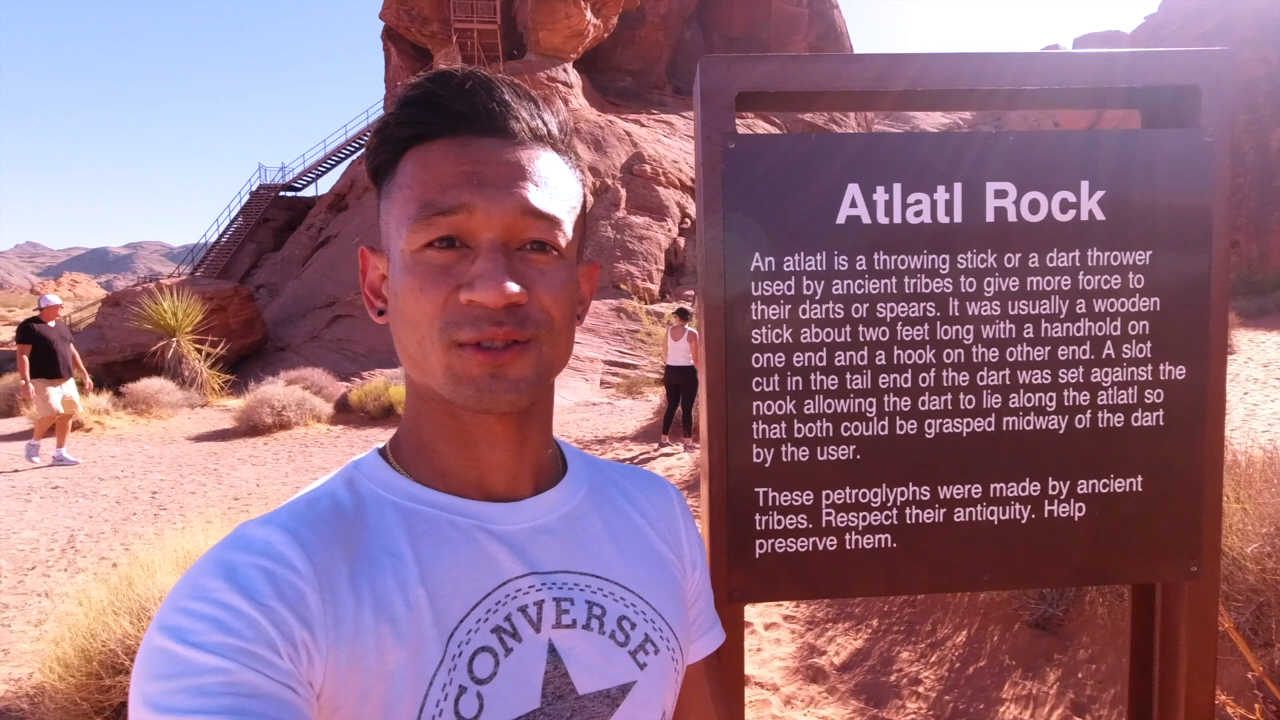 Atlatl Rock
An atlatl is a throwing stick or a dart thrower
used by ancient tribes to give more force to
their darts or spears. It was usually a wooden
stick about two feet long with a handhold on
one end and a hook on the other end. A slot
cut in the tail end of the dart was set against the
nook allowing the dart to lie along the atlatl so
that both could be grasped midway of the dart
by the user.
These petroglyphs were made by ancient
tribes. Respect their antiquity. Help
preserve them.
CONVERSE